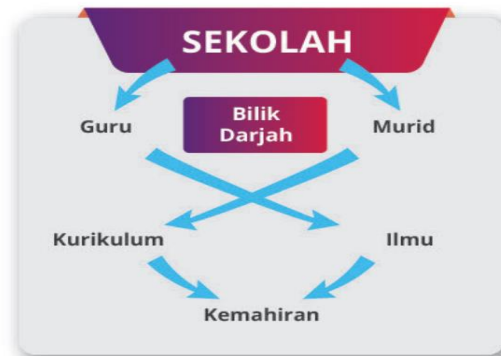 SEKOLAH
Bilik
Darjah
Guru
Murid
Kurikulum
Ilmu
Kemahiran